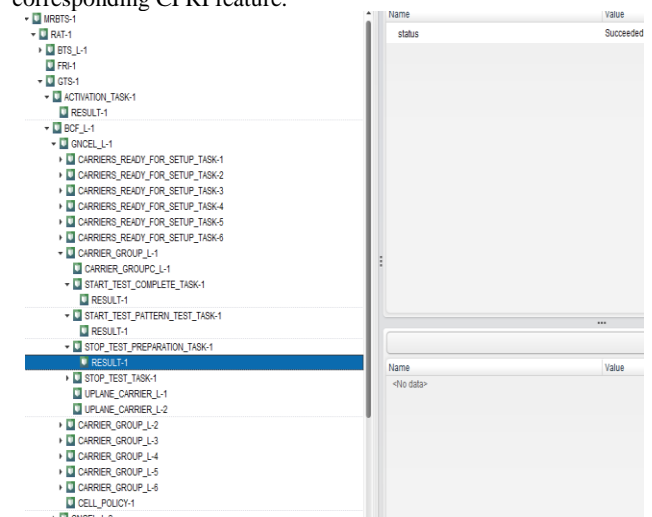 corresponding CPRI feature.
MRBTS-1
RAT-1
BTS_L-1
FRI-1
GTS-1
ACTIVATION_TASK-1
RESULT-1
BCF_L-1
GNCEL_L-1
CARRIERS_READY_FOR_SETUP_TASK-1
CARRIERS_READY_FOR_SETUP_TASK-2
CARRIERS_READY_FOR_SETUP_TASK-3
CARRIERS_READY_FOR_SETUP_TASK-4
CARRIERS_READY_FOR_SETUP_TASK-5
CARRIERS_READY_FOR_SETUP_TASK-6
CARRIER_GROUP_L-1
CARRIER_GROUPC_L-1
START_TEST_COMPLETE_TASK-1
RESULT-1
START_TEST_PATTERN_TEST_TASK-1
RESULT-1
STOP_TEST_PREPARATION_TASK-1
RESULT-1
STOP_TEST_TASK-1
UPLANE_CARRIER_L-1
UPLANE_CARRIER_L-2
CARRIER_GROUP_L-2
CARRIER_GROUP_L-3
CARRIER_GROUP_L-4
CARRIER_GROUP_L-5
CARRIER_GROUP_L-6
CELL_POLICY-1
Name Value
status Succeeded
Name Value
<No data>